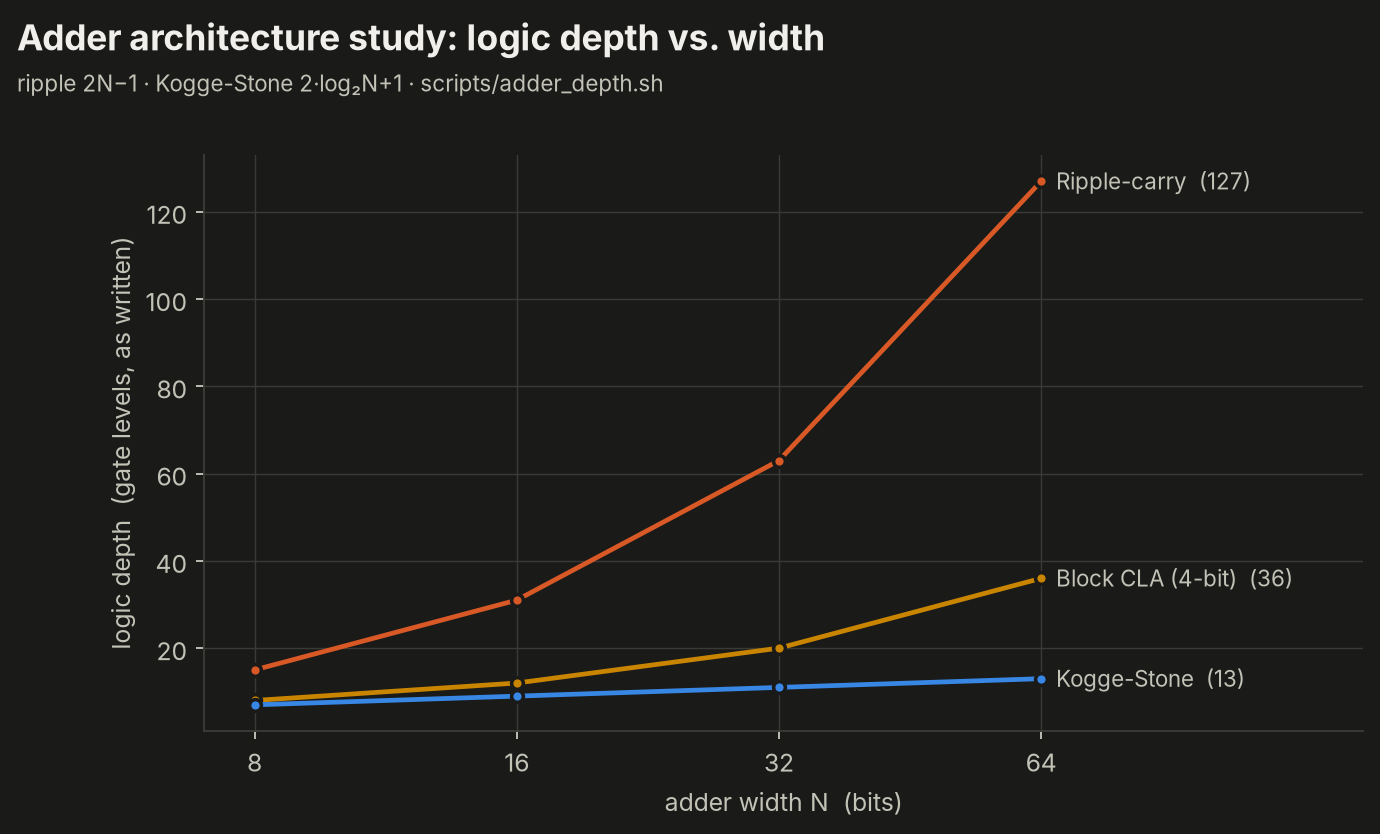 Adder architecture study: logic depth vs. width
ripple 2N−1 · Kogge-Stone 2·log₂N+1 · scripts/adder_depth.sh
logic depth (gate levels, as written)
120
100
80
60
40
20
Ripple-carry (127)
Block CLA (4-bit) (36)
Kogge-Stone (13)
8
16
32
64
adder width N (bits)